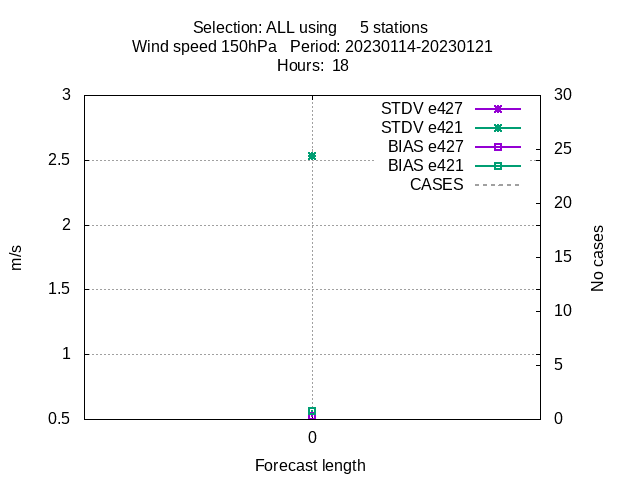 Selection: ALL using     5 stations
Wind speed 150hPa   Period: 20230114-20230121
Hours:  18
3
2.5
2
1.5
1
0.5
m/s
30
25
20
15
10
5
0
No cases
STDV e427
STDV e421
BIAS e427
BIAS e421
CASES
0
Forecast length